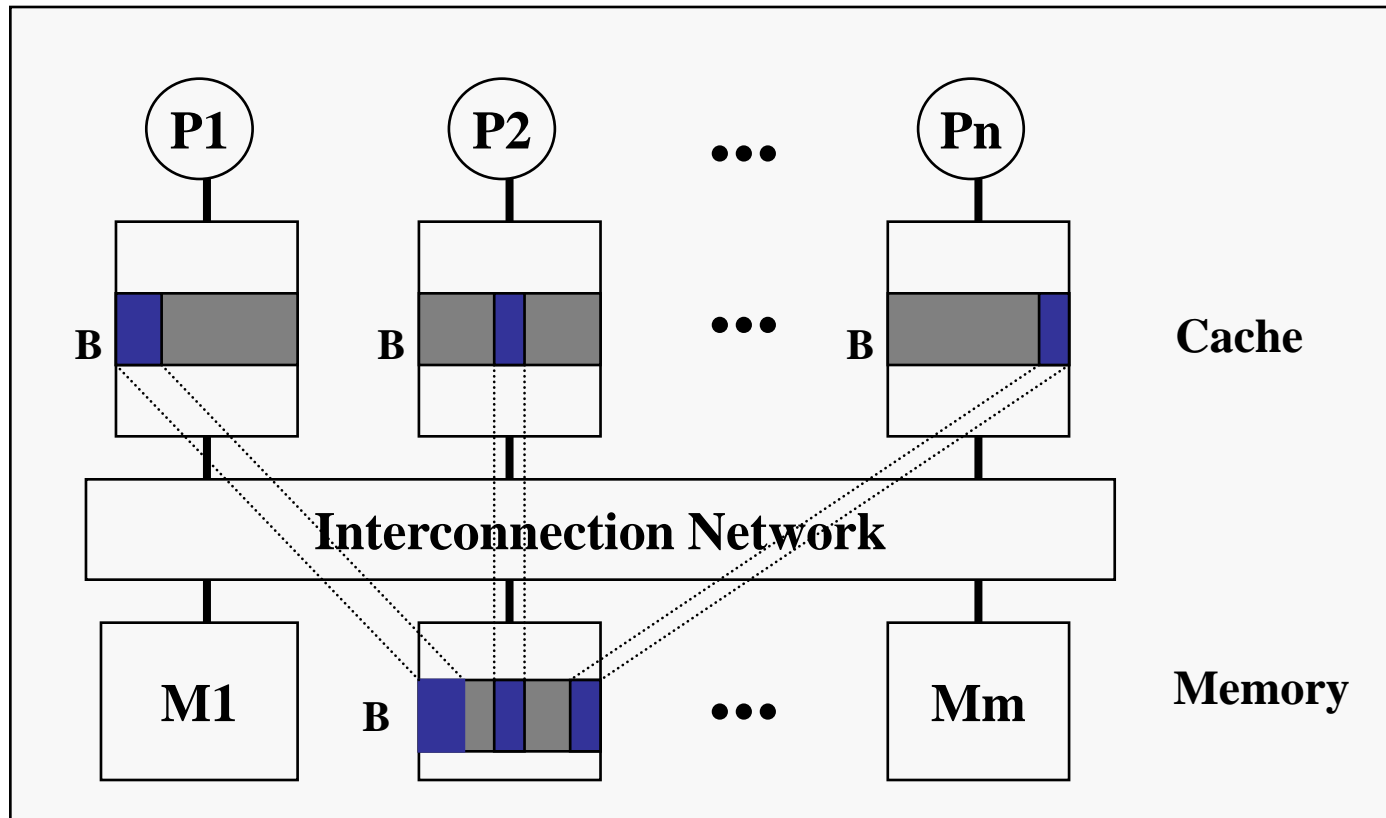 P1 P2 ••• Pn
B B ••• B Cache
Interconnection Network
M1 B ••• Mm Memory